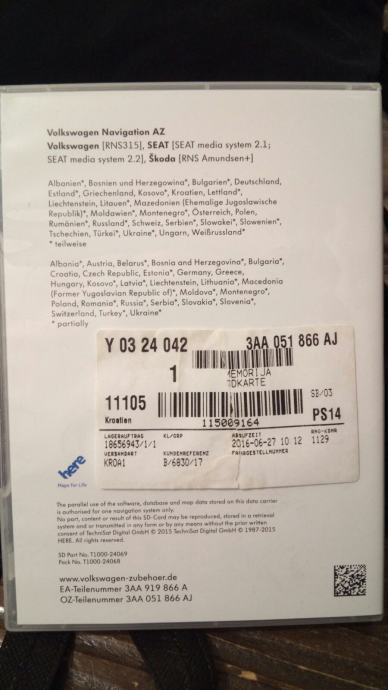 Volkswagen Navigation AZ
Volkswagen [RNS315], SEAT [SEAT media system 2.1;
SEAT media system 2.2], Škoda [RNS Amundsen+]
Albanien*, Bosnien und Herzegowina*, Bulgarien*, Deutschland,
Estland*, Griechenland, Kosovo*, Kroatien, Lettland*,
Liechtenstein, Litauen*, Mazedonien (Ehemalige Jugoslawische
Republik)*, Moldawien*, Montenegro*, Österreich, Polen,
Rumänien*, Russland*, Schweiz, Serbien*, Slowakei*, Slowenien*,
Tschechien, Türkei*, Ukraine*, Ungarn, Weißrussland*
* teilweise
Albania*, Austria, Belarus*, Bosnia and Herzegovina*, Bulgaria*,
Croatia, Czech Republic, Estonia*, Germany, Greece,
Hungary, Kosovo*, Latvia*, Liechtenstein, Lithuania*, Macedonia
(Former Yugoslavian Republic of)*, Moldova*, Montenegro*,
Poland, Romania*, Russia*, Serbia*, Slovakia*, Slovenia*,
Switzerland, Turkey*, Ukraine*
* partially
Y 03 24 042 3AA 051 866 AJ
1 EMORIJA
DKARTE
11105 SB/03
Kroatien 115009164 PS14
LAGERAUFTRAG KL/GRP ABRUFZEIT RNG-KOMR
18656943/1/1 2016-06-27 10 12 1129
VERSANDART KUNDENREFERENZ FAHRGESTELLNUMMER
KROA1 B/6830/17
here
Maps for Life
The parallel use of the software, database and map data stored on this data carrier
is authorised for one navigation system only.
No part, content or result of this SD-Card may be reproduced, stored in a retrieval
system and or transmitted in any form or by any means without the prior written
consent of TechniSat Digital GmbH © 2015 TechniSat Digital GmbH © 1987-2015
HERE. All rights reserved.
SD Part No. T1000-24069
Pack No. T1000-24068
www.volkswagen-zubehoer.de
EA-Teilenummer 3AA 919 866 A
OZ-Teilenummer 3AA 051 866 AJ